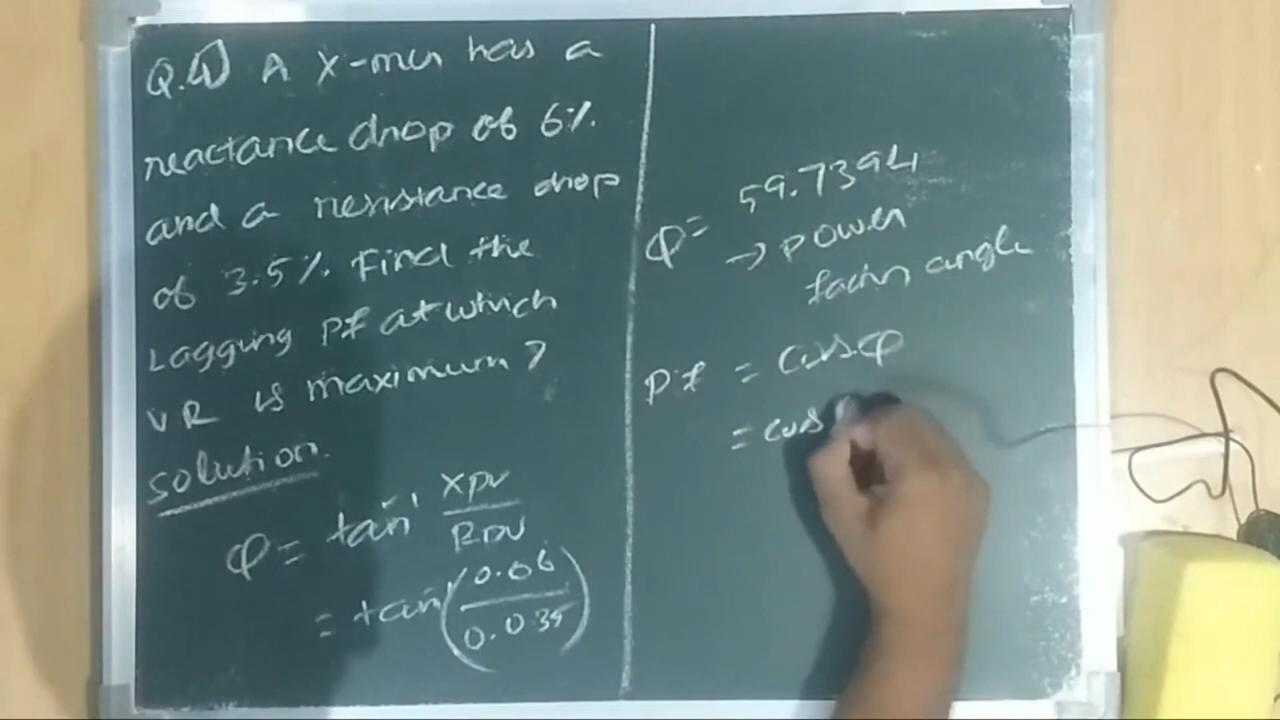 Q.4) A X-mer has a
reactance drop of 6%.
and a resistance drop
of 3.5%. Find the
Lagging Pf at which
VR is maximum?
solution.
φ = tan⁻¹ Xpu/Rpu
= tan⁻¹(0.06/0.035)
φ = 59.7394
→ power
factor angle
p.f = cosφ
= cos